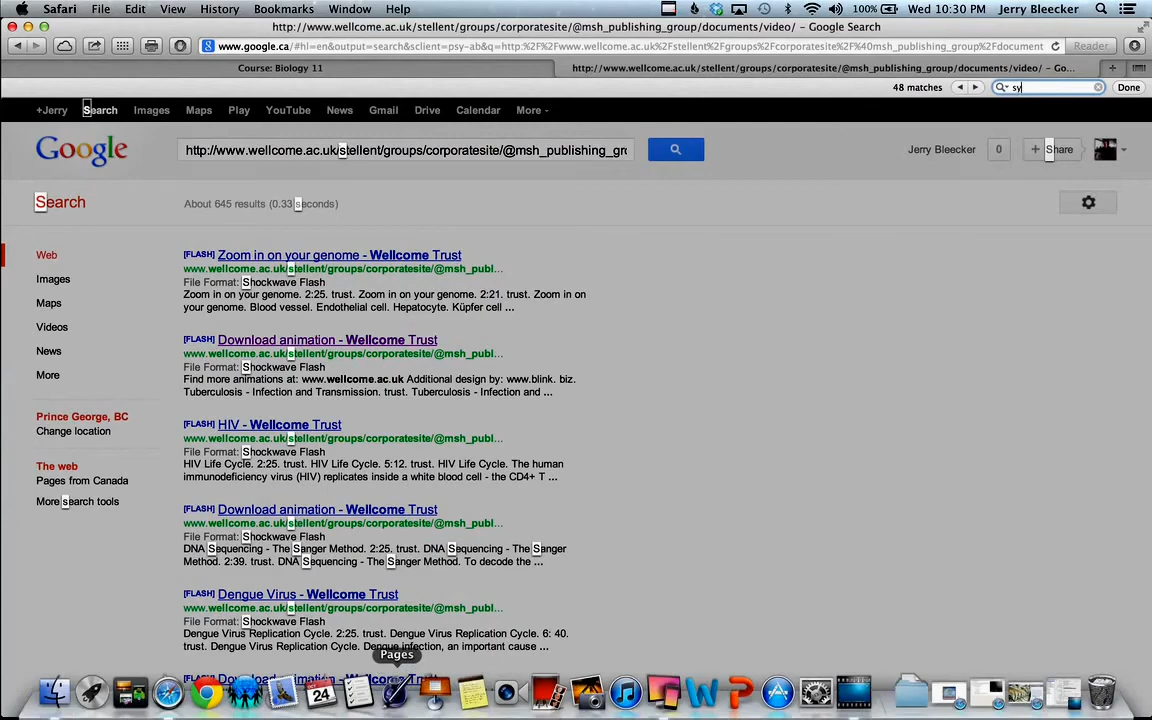 Safari File Edit View History Bookmarks Window Help 100% Wed 10:30 PM Jerry Bleecker
http://www.wellcome.ac.uk/stellent/groups/corporatesite/@msh_publishing_group/documents/video/ – Google Search
www.google.ca/#hl=en&output=search&sclient=psy-ab&q=http:%2F%2Fwww.wellcome.ac.uk%2Fstellent%2Fgroups%2Fcorporatesite%2F%40msh_publishing_group%2Fdocument Reader
Course: Biology 11 http://www.wellcome.ac.uk/stellent/groups/corporatesite/@msh_publishing_group/documents/video/ – Go...
48 matches sy Done
+Jerry Search Images Maps Play YouTube News Gmail Drive Calendar More
Google http://www.wellcome.ac.uk/stellent/groups/corporatesite/@msh_publishing_gro Jerry Bleecker 0 + Share
Search About 645 results (0.33 seconds)
Web
Images
Maps
Videos
News
More
Prince George, BC
Change location
The web
Pages from Canada
More search tools
[FLASH] Zoom in on your genome - Wellcome Trust
www.wellcome.ac.uk/stellent/groups/corporatesite/@msh_publ...
File Format: Shockwave Flash
Zoom in on your genome. 2:25. trust. Zoom in on your genome. 2:21. trust. Zoom in on
your genome. Blood vessel. Endothelial cell. Hepatocyte. Küpfer cell ...
[FLASH] Download animation - Wellcome Trust
www.wellcome.ac.uk/stellent/groups/corporatesite/@msh_publ...
File Format: Shockwave Flash
Find more animations at: www.wellcome.ac.uk Additional design by: www.blink. biz.
Tuberculosis - Infection and Transmission. trust. Tuberculosis - Infection and ...
[FLASH] HIV - Wellcome Trust
www.wellcome.ac.uk/stellent/groups/corporatesite/@msh_publ...
File Format: Shockwave Flash
HIV Life Cycle. 2:25. trust. HIV Life Cycle. 5:12. trust. HIV Life Cycle. The human
immunodeficiency virus (HIV) replicates inside a white blood cell - the CD4+ T ...
[FLASH] Download animation - Wellcome Trust
www.wellcome.ac.uk/stellent/groups/corporatesite/@msh_publ...
File Format: Shockwave Flash
DNA Sequencing - The Sanger Method. 2:25. trust. DNA Sequencing - The Sanger
Method. 2:39. trust. DNA Sequencing - The Sanger Method. To decode the ...
[FLASH] Dengue Virus - Wellcome Trust
www.wellcome.ac.uk/stellent/groups/corporatesite/@msh_publ...
File Format: Shockwave Flash
Dengue Virus Replication Cycle. 2:25. trust. Dengue Virus Replication Cycle. 6: 40.
trust. Dengue Virus Replication Cycle. Dengue infection, an important cause ...
Pages
[FLASH] Download animation - Wellcome Trust
24